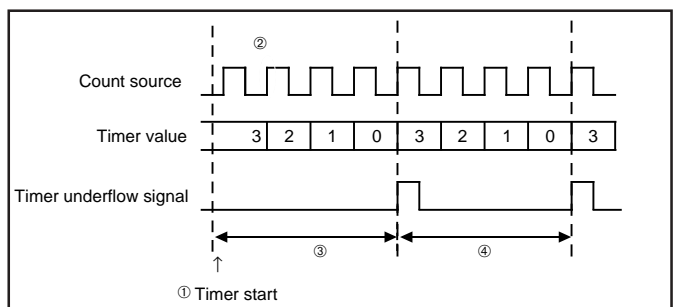 ②
Count source
Timer value 3 2 1 0 3 2 1 0 3
Timer underflow signal
③ ④
↑
① Timer start